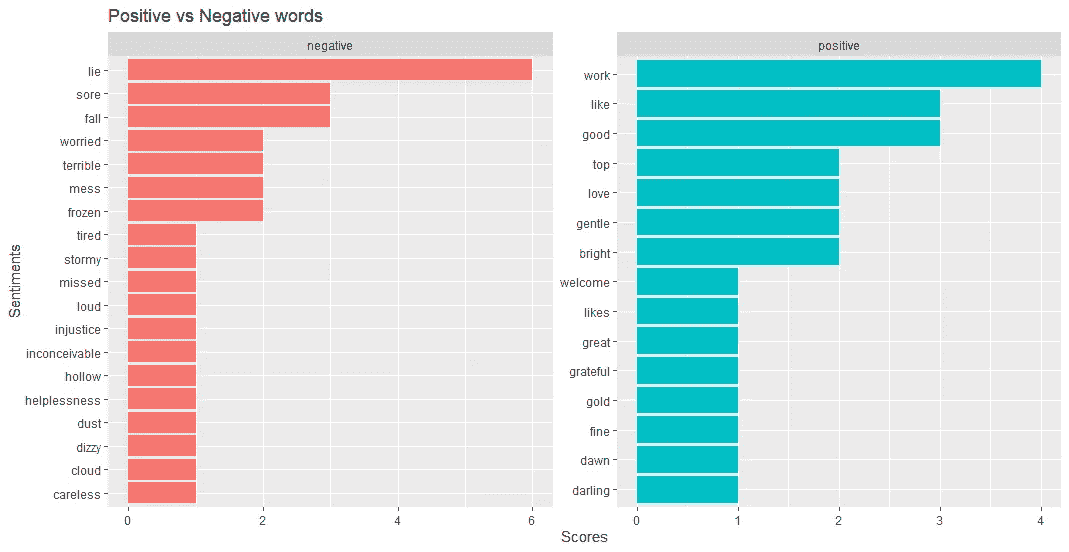 Positive vs Negative words
negative
positive
Sentiments
lie
sore
fall
worried
terrible
mess
frozen
tired
stormy
missed
loud
injustice
inconceivable
hollow
helplessness
dust
dizzy
cloud
careless
0 2 4 6
work
like
good
top
love
gentle
bright
welcome
likes
great
grateful
gold
fine
dawn
darling
0 1 2 3 4
Scores